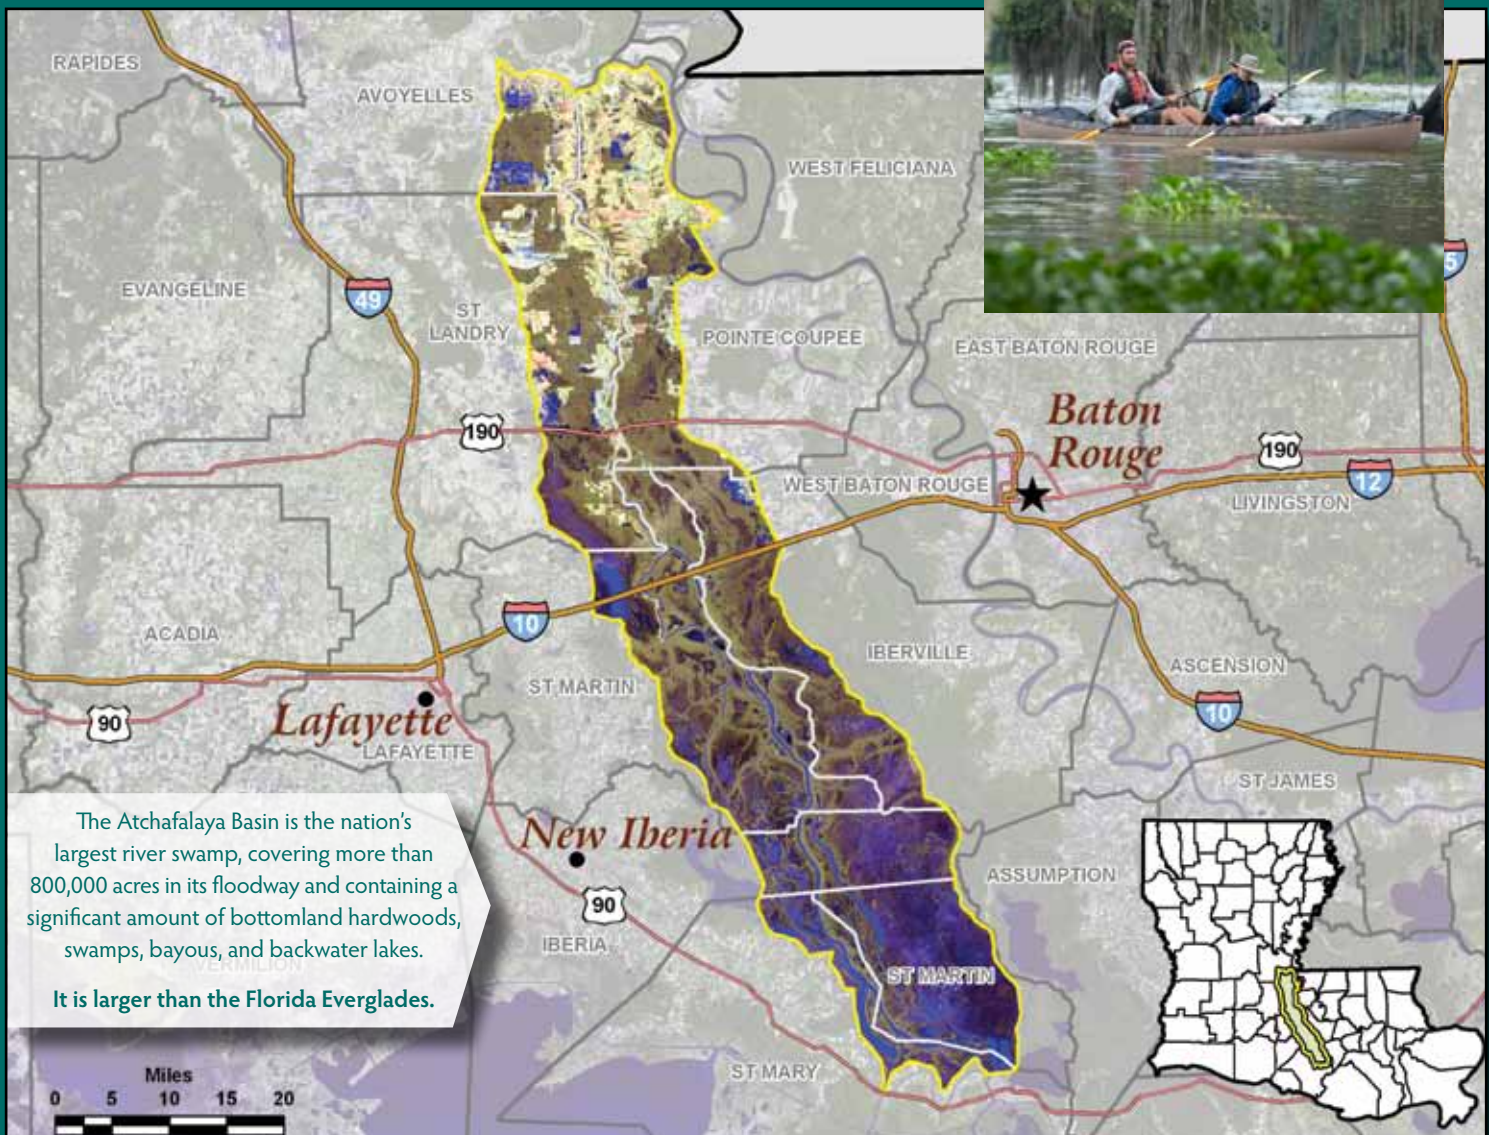 RAPIDES
AVOYELLES
WEST FELICIANA
EVANGELINE
49
ST
LANDRY
POINTE COUPEE
EAST BATON ROUGE
5
Baton
Rouge
190
190
WEST BATON ROUGE
12
LIVINGSTON
10
ACADIA
IBERVILLE
ASCENSION
ST MARTIN
90
Lafayette
LAFAYETTE
10
ST JAMES
The Atchafalaya Basin is the nation's
largest river swamp, covering more than
800,000 acres in its floodway and containing a
significant amount of bottomland hardwoods,
swamps, bayous, and backwater lakes.
It is larger than the Florida Everglades.
VERMILION
New Iberia
90
IBERIA
ASSUMPTION
ST MARTIN
ST MARY
Miles
0 5 10 15 20